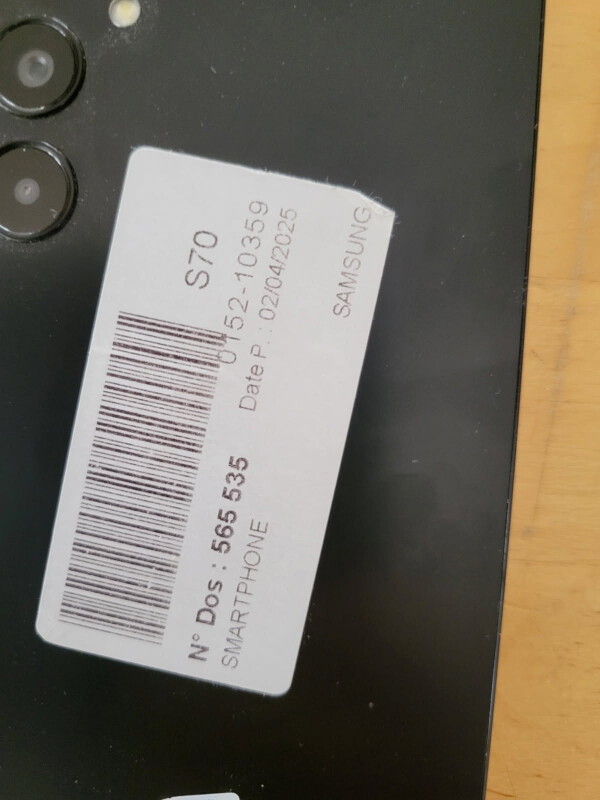 S70
0152-10359
N° Dos : 565 535
Date P. : 02/04/2025
SMARTPHONE
SAMSUNG